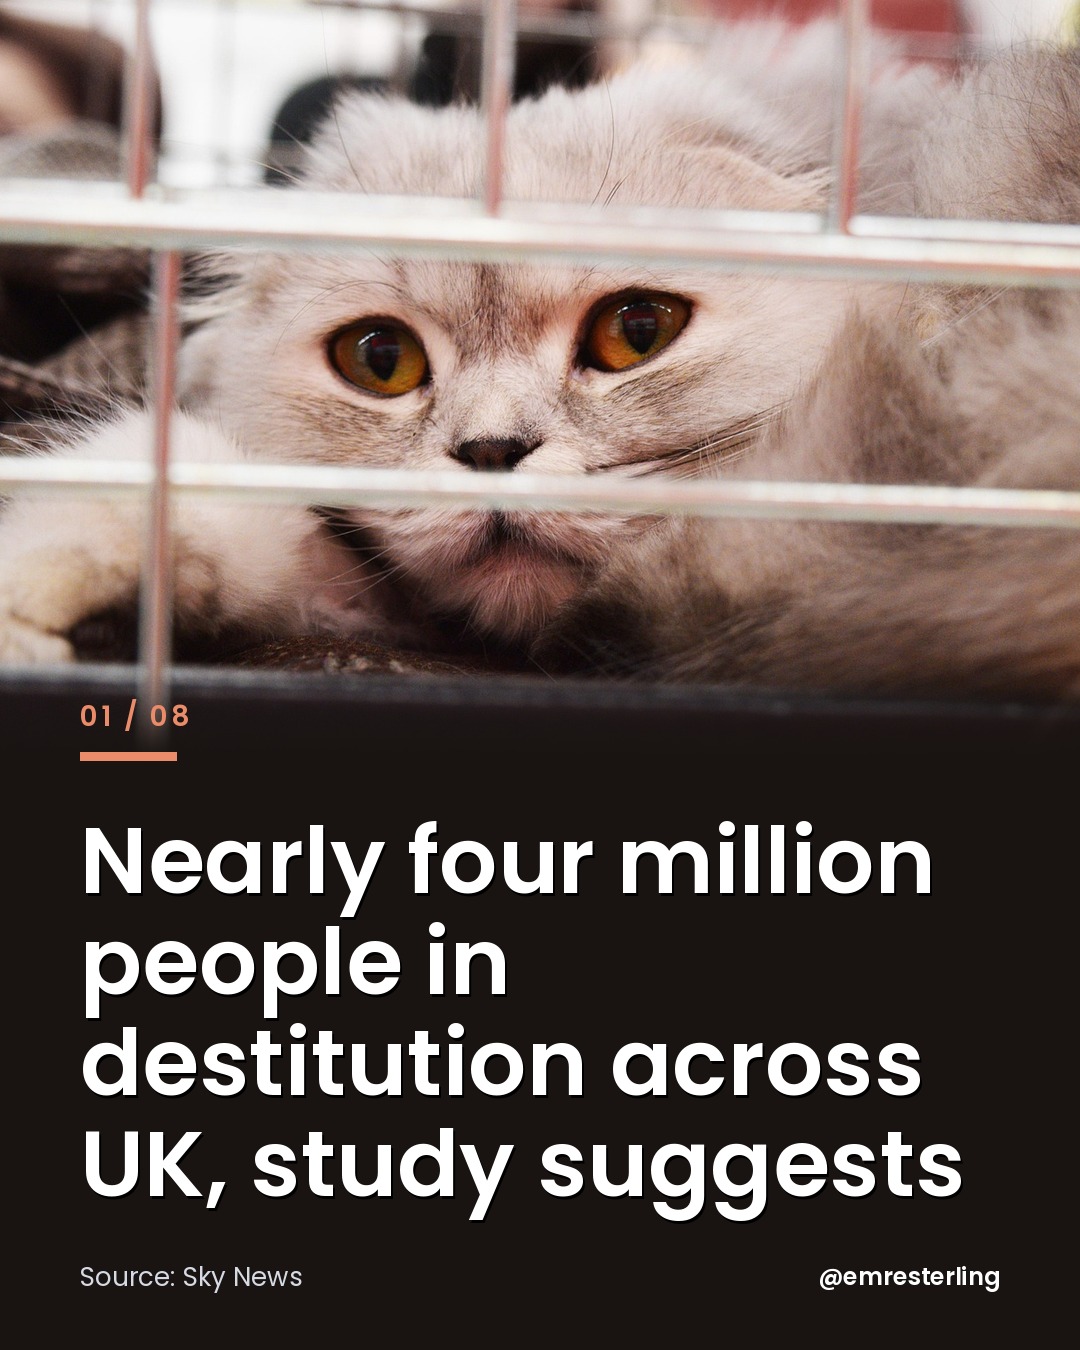 01 / 08
Nearly four million
people in
destitution across
UK, study suggests
Source: Sky News
@emresterling